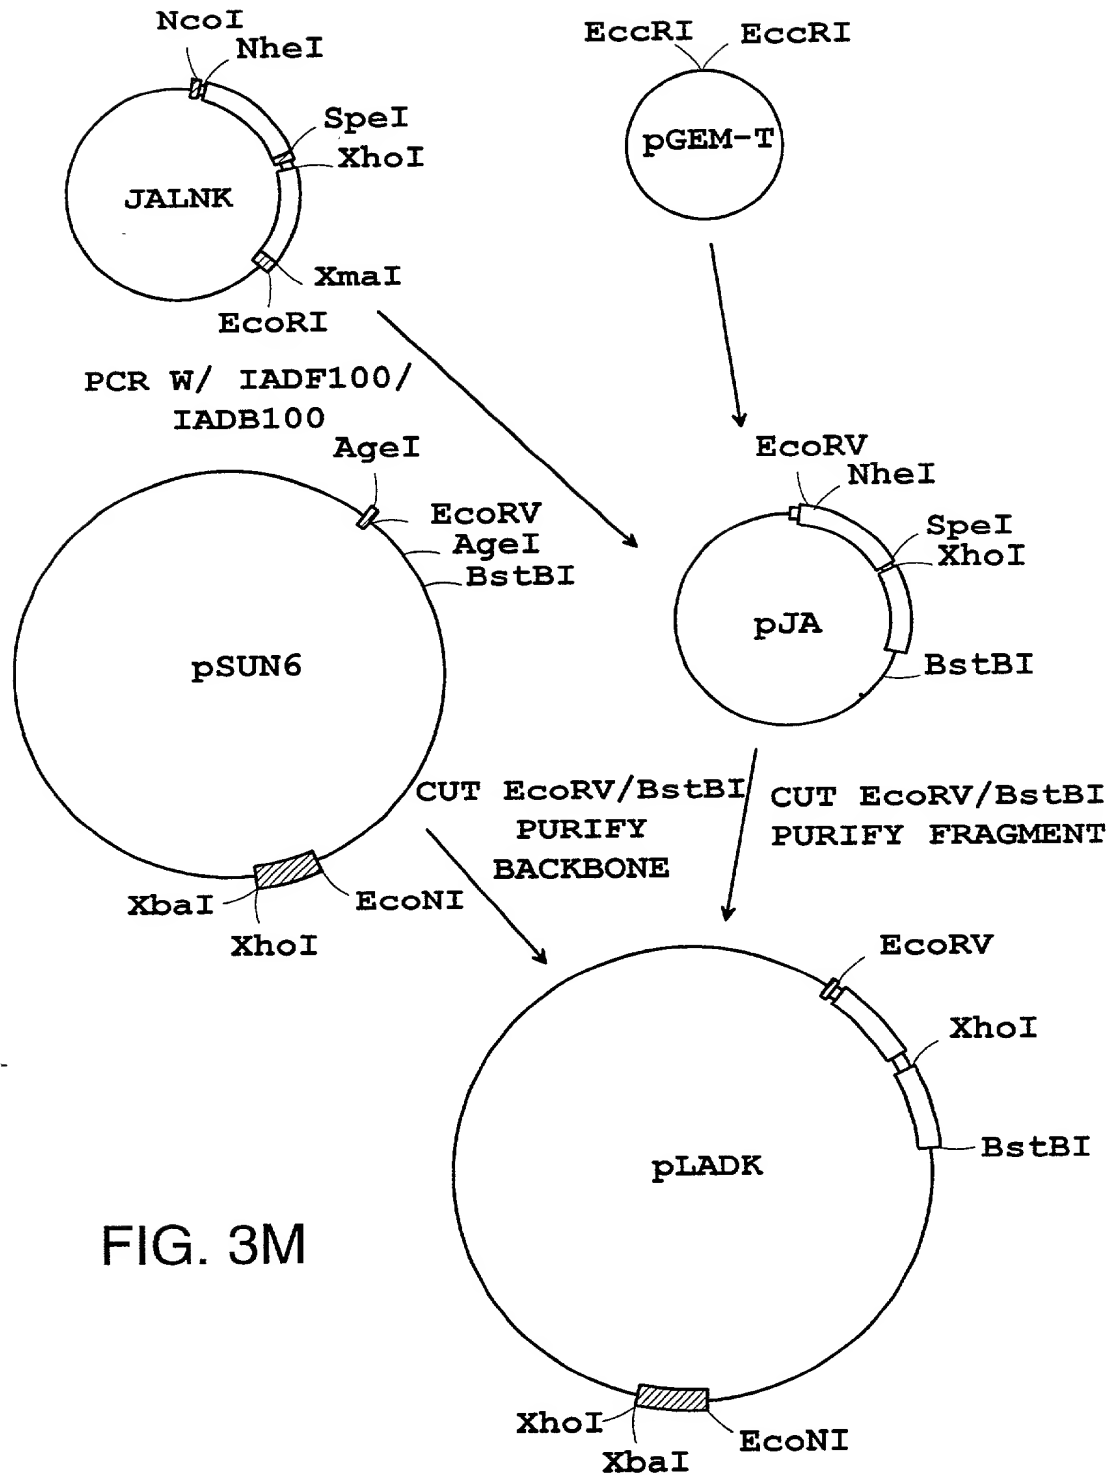 NcoI
NheI
SpeI
XhoI
JALNK
XmaI
EcoRI
EccRI EccRI
pGEM-T
PCR W/ IADF100/
IADB100
AgeI
EcoRV
AgeI
BstBI
pSUN6
XbaI
XhoI
EcoNI
EcoRV
NheI
SpeI
XhoI
pJA
BstBI
CUT EcoRV/BstBI
PURIFY
BACKBONE
CUT EcoRV/BstBI
PURIFY FRAGMENT
EcoRV
XhoI
BstBI
pLADK
XhoI
XbaI
EcoNI
FIG. 3M